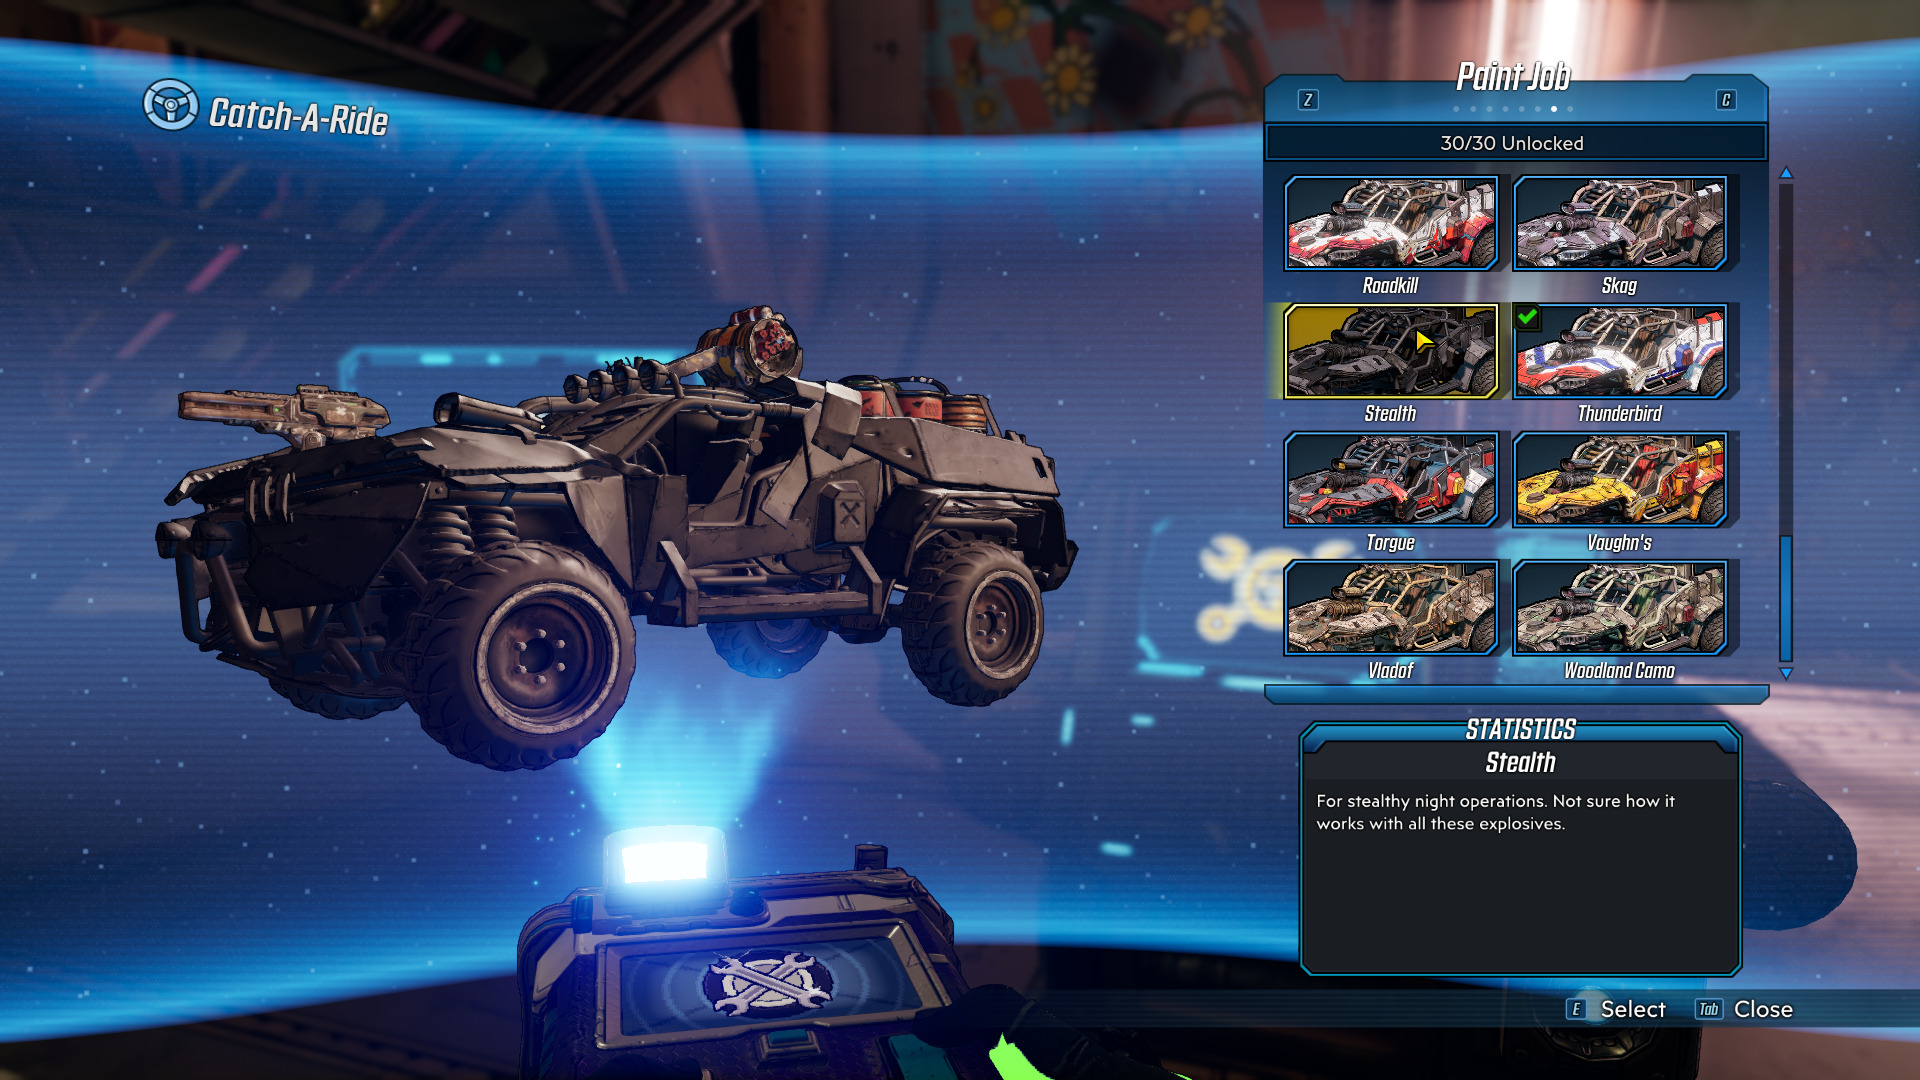 Catch-A-Ride
Paint Job
Z
C
30/30 Unlocked
Roadkill
Skag
Stealth
Thunderbird
Torgue
Vaughn's
Vladof
Woodland Camo
STATISTICS
Stealth
For stealthy night operations. Not sure how it
works with all these explosives.
E Select Tab Close